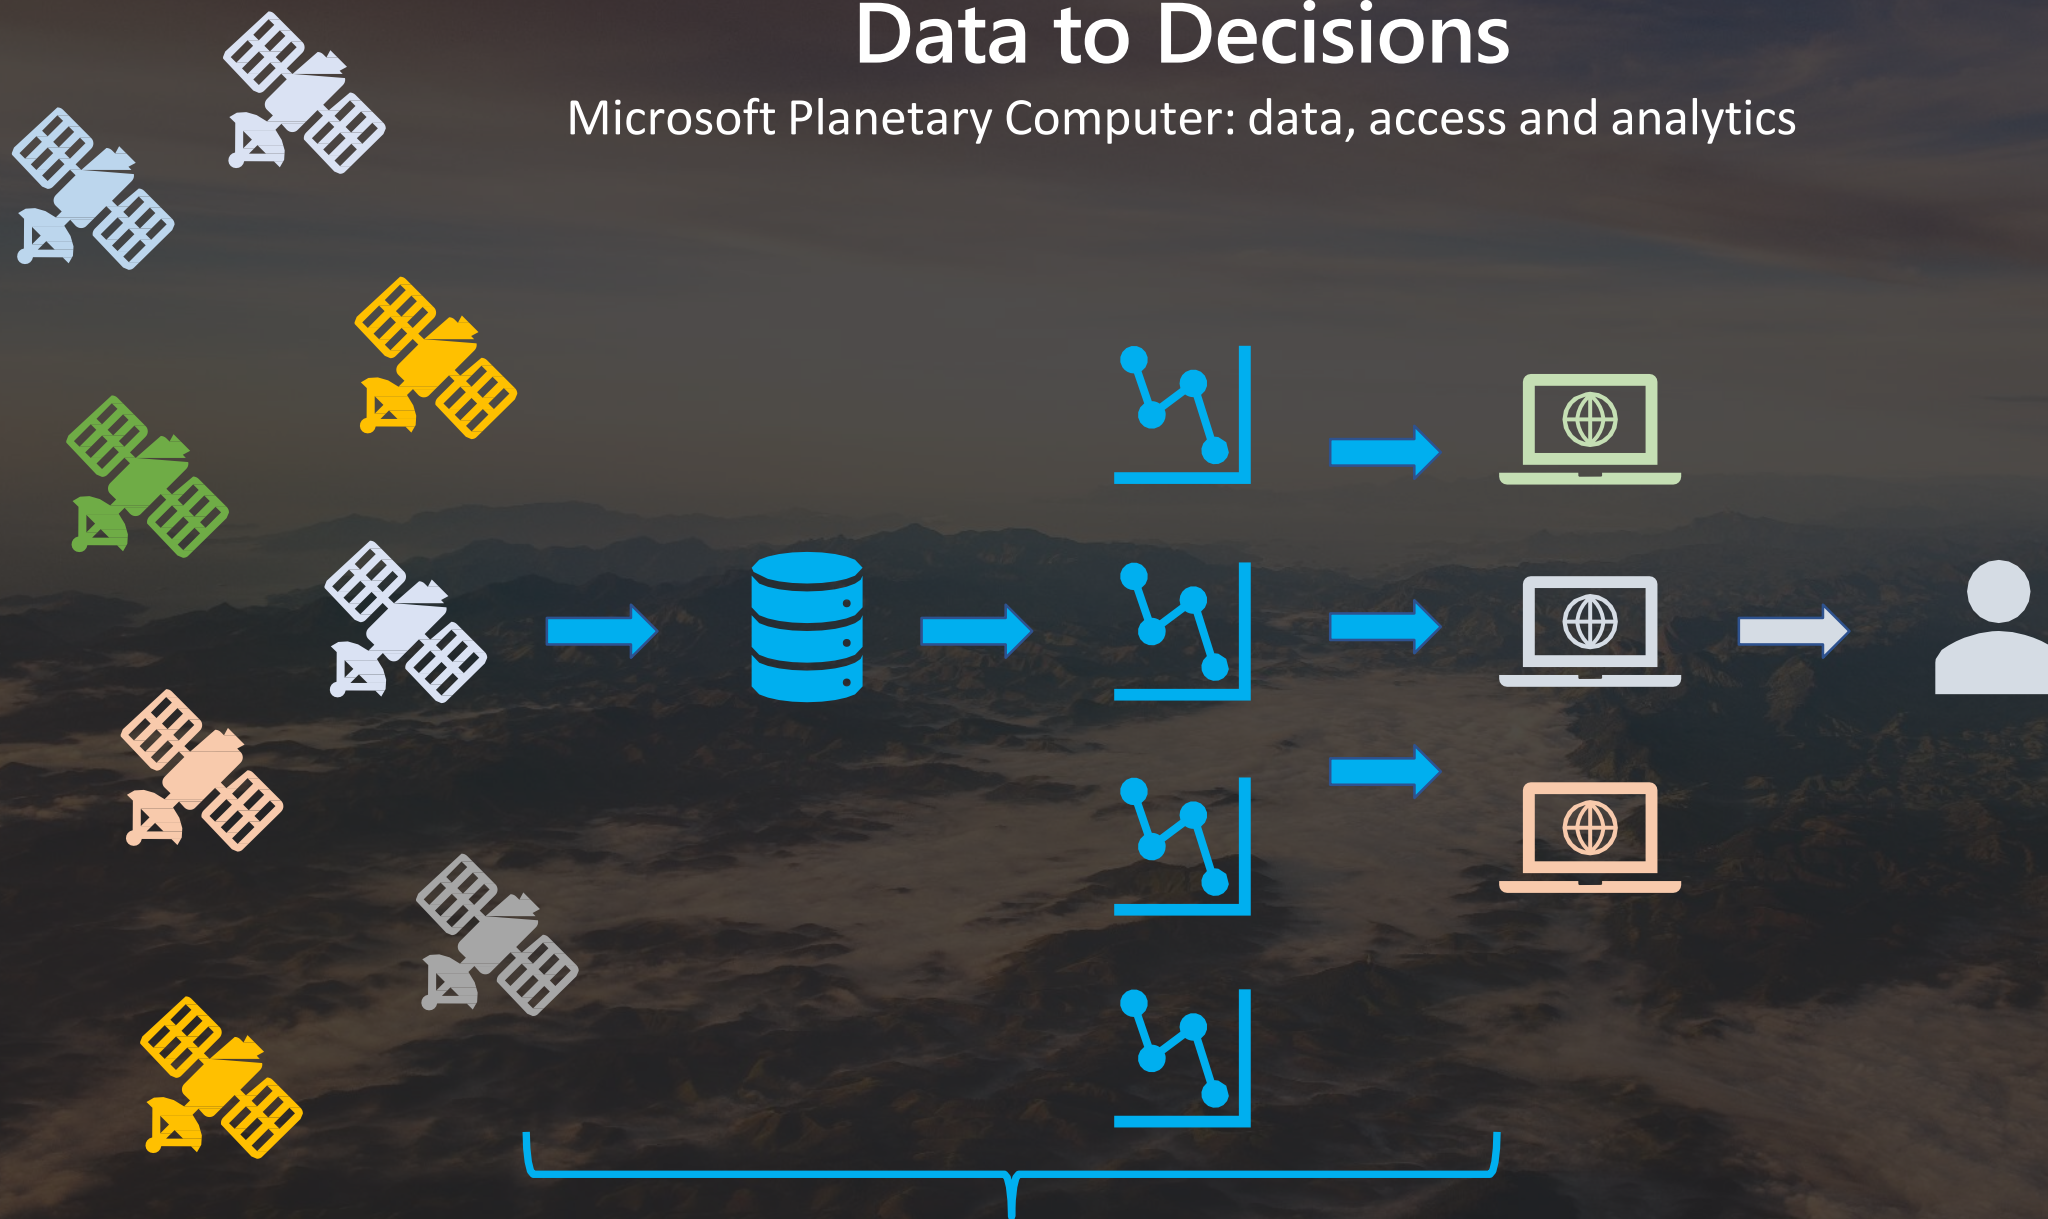 Data to Decisions
Microsoft Planetary Computer: data, access and analytics